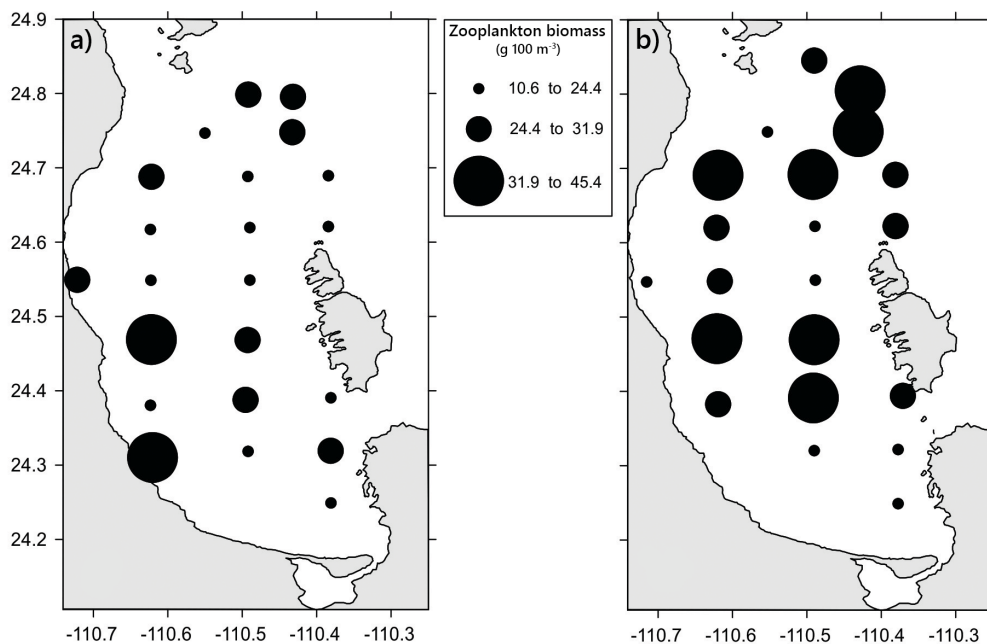 a)
24.9
24.8
24.7
24.6
24.5
24.4
24.3
24.2
-110.7 -110.6 -110.5 -110.4 -110.3
Zooplankton biomass
(g 100 m⁻³)
10.6 to 24.4
24.4 to 31.9
31.9 to 45.4
b)
-110.7 -110.6 -110.5 -110.4 -110.3